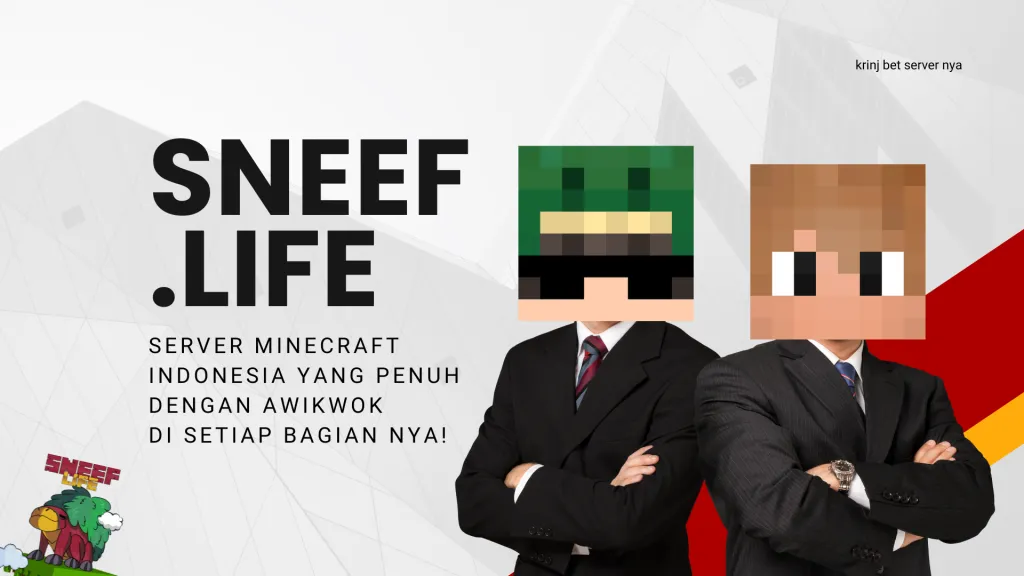 krinj bet server nya
SNEEF
.LIFE
SERVER MINECRAFT
INDONESIA YANG PENUH
DENGAN AWIKWOK
DI SETIAP BAGIAN NYA!
SNEEF
LIFE